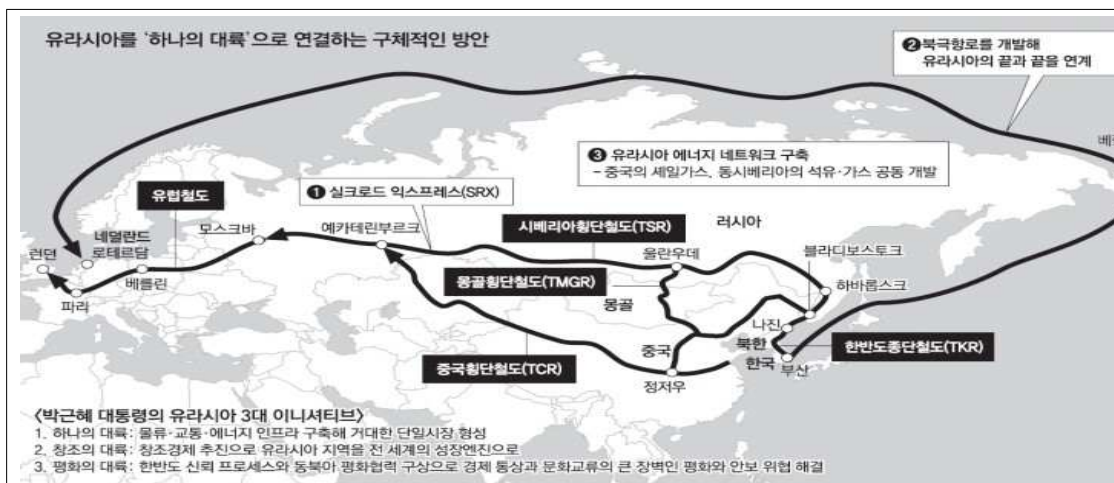 유라시아를 '하나의 대륙'으로 연결하는 구체적인 방안
❷북극항로를 개발해
유라시아의 끝과 끝을 연계
❸ 유라시아 에너지 네트워크 구축
– 중국의 셰일가스, 동시베리아의 석유·가스 공동 개발
❶ 실크로드 익스프레스(SRX)
유럽철도
시베리아횡단철도(TSR)
러시아
모스크바
예카테린부르크
네덜란드
로테르담
런던
베를린
파리
울란우데
블라디보스토크
하바롭스크
몽골횡단철도(TMGR)
몽골
나진
북한
한국
부산
한반도종단철도(TKR)
중국
정저우
중국횡단철도(TCR)
〈박근혜 대통령의 유라시아 3대 이니셔티브〉
1. 하나의 대륙: 물류·교통·에너지 인프라 구축해 거대한 단일시장 형성
2. 창조의 대륙: 창조경제 추진으로 유라시아 지역을 전 세계의 성장엔진으로
3. 평화의 대륙: 한반도 신뢰 프로세스와 동북아 평화협력 구상으로 경제 통상과 문화교류의 큰 장벽인 평화와 안보 위협 해결